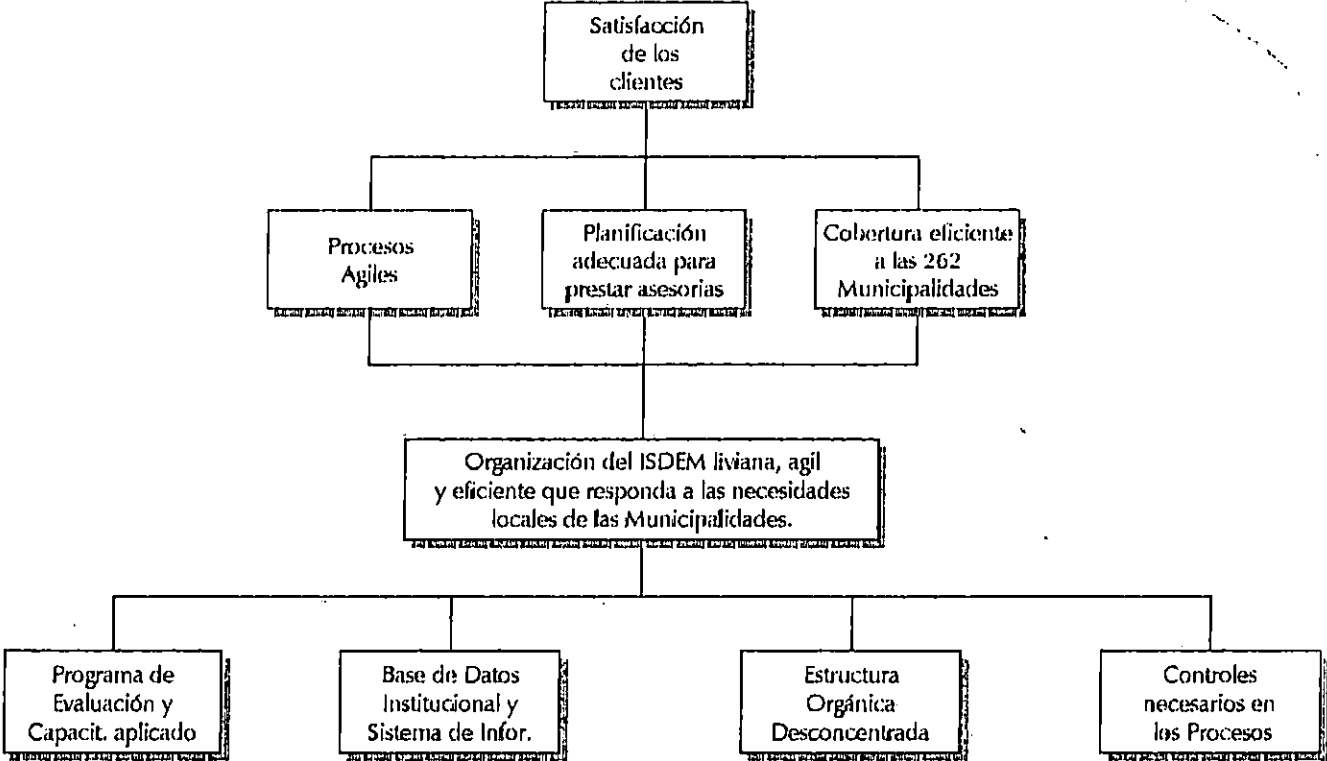 Satisfacción
de los
clientes
Procesos
Agiles
Planificación
adecuada para
prestar asesorias
Cobertura eficiente
a las 262
Municipalidades
Organización del ISDEM liviana, agíl
y eficiente que responda a las necesidades
locales de las Municipalidades.
Programa de
Evaluación y
Capacit. aplicado
Base de Datos
Institucional y
Sistema de Infor.
Estructura
Orgánica
Desconcentrada
Controles
necesarios en
los Procesos